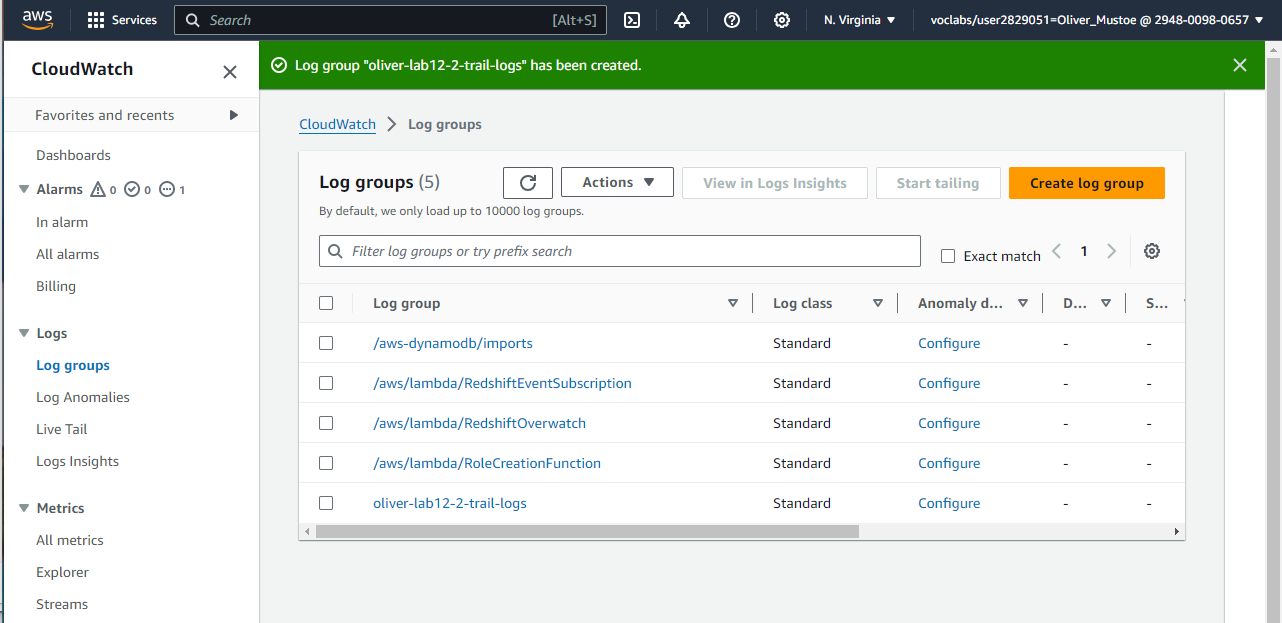 aws
Services
Search
[Alt+S]
N. Virginia
voclabs/user2829051=Oliver_Mustoe @ 2948-0098-0657
CloudWatch
Favorites and recents
Dashboards
Alarms 0 0 1
In alarm
All alarms
Billing
Logs
Log groups
Log Anomalies
Live Tail
Logs Insights
Metrics
All metrics
Explorer
Streams
Log group "oliver-lab12-2-trail-logs" has been created.
CloudWatch > Log groups
Log groups (5)
Actions
View in Logs Insights
Start tailing
Create log group
By default, we only load up to 10000 log groups.
Filter log groups or try prefix search
Exact match
1
Log group Log class Anomaly d... D... S...
/aws-dynamodb/imports Standard Configure - -
/aws/lambda/RedshiftEventSubscription Standard Configure - -
/aws/lambda/RedshiftOverwatch Standard Configure - -
/aws/lambda/RoleCreationFunction Standard Configure - -
oliver-lab12-2-trail-logs Standard Configure - -